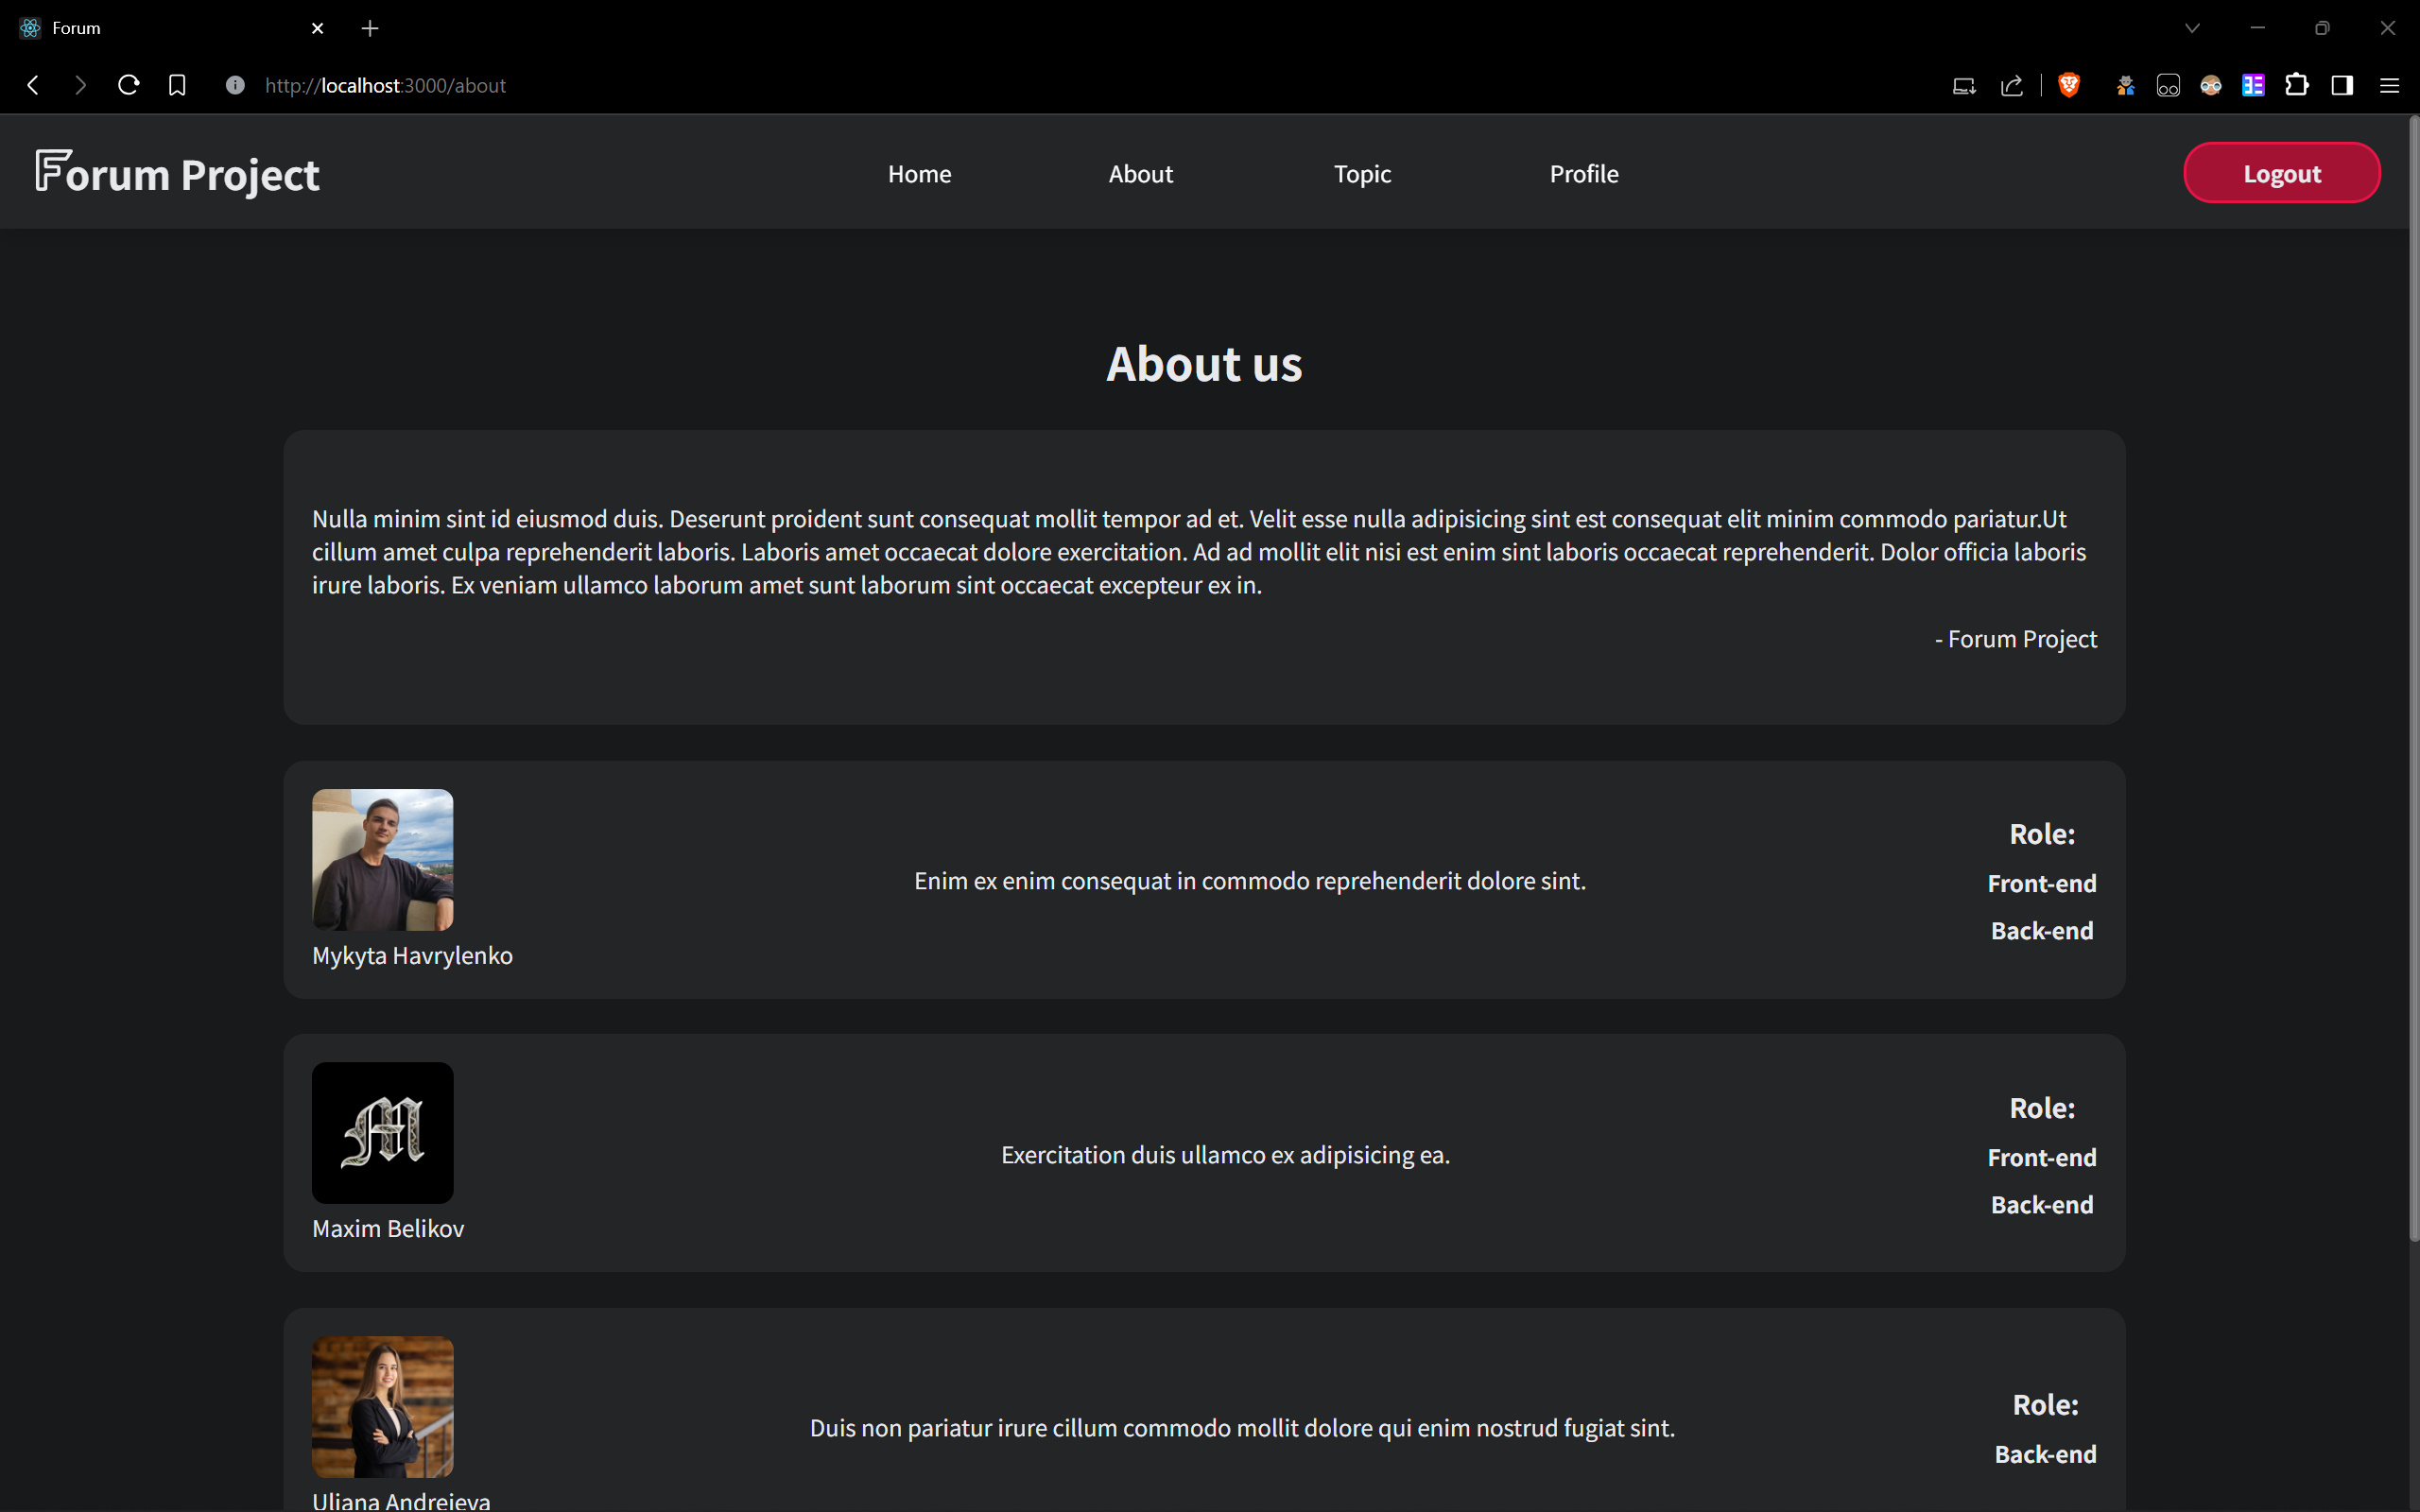 Forum
http://localhost:3000/about
Forum Project
Home
About
Topic
Profile
Logout
About us
Nulla minim sint id eiusmod duis. Deserunt proident sunt consequat mollit tempor ad et. Velit esse nulla adipisicing sint est consequat elit minim commodo pariatur.Ut
cillum amet culpa reprehenderit laboris. Laboris amet occaecat dolore exercitation. Ad ad mollit elit nisi est enim sint laboris occaecat reprehenderit. Dolor officia laboris
irure laboris. Ex veniam ullamco laborum amet sunt laborum sint occaecat excepteur ex in.
- Forum Project
Mykyta Havrylenko
Enim ex enim consequat in commodo reprehenderit dolore sint.
Role:
Front-end
Back-end
M
Maxim Belikov
Exercitation duis ullamco ex adipisicing ea.
Role:
Front-end
Back-end
Uliana Andreieva
Duis non pariatur irure cillum commodo mollit dolore qui enim nostrud fugiat sint.
Role:
Back-end